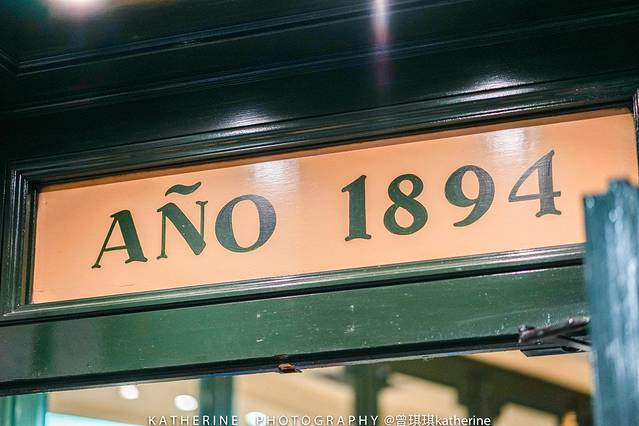 AÑO 1894
KATHERINE PHOTOGRAPHY @曾琪琪katherine